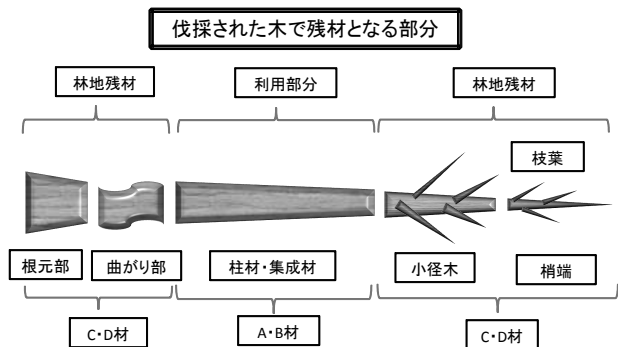 伐採された木で残材となる部分
林地残材
利用部分
林地残材
枝葉
根元部
曲がり部
柱材・集成材
小径木
梢端
C・D材
A・B材
C・D材